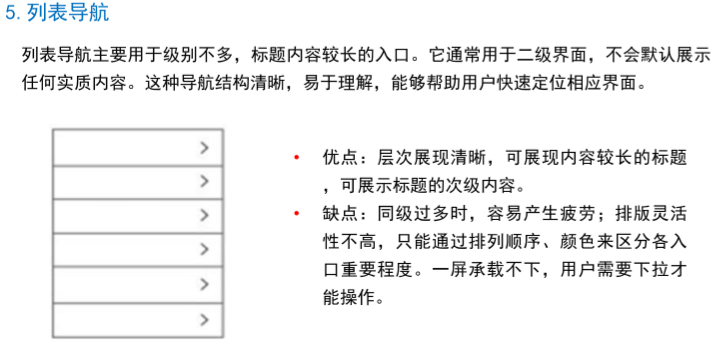 5. 列表导航
列表导航主要用于级别不多，标题内容较长的入口。它通常用于二级界面，不会默认展示
任何实质内容。这种导航结构清晰，易于理解，能够帮助用户快速定位相应界面。
• 优点：层次展现清晰，可展现内容较长的标题
，可展示标题的次级内容。
• 缺点：同级过多时，容易产生疲劳；排版灵活
性不高，只能通过排列顺序、颜色来区分各入
口重要程度。一屏承载不下，用户需要下拉才
能操作。